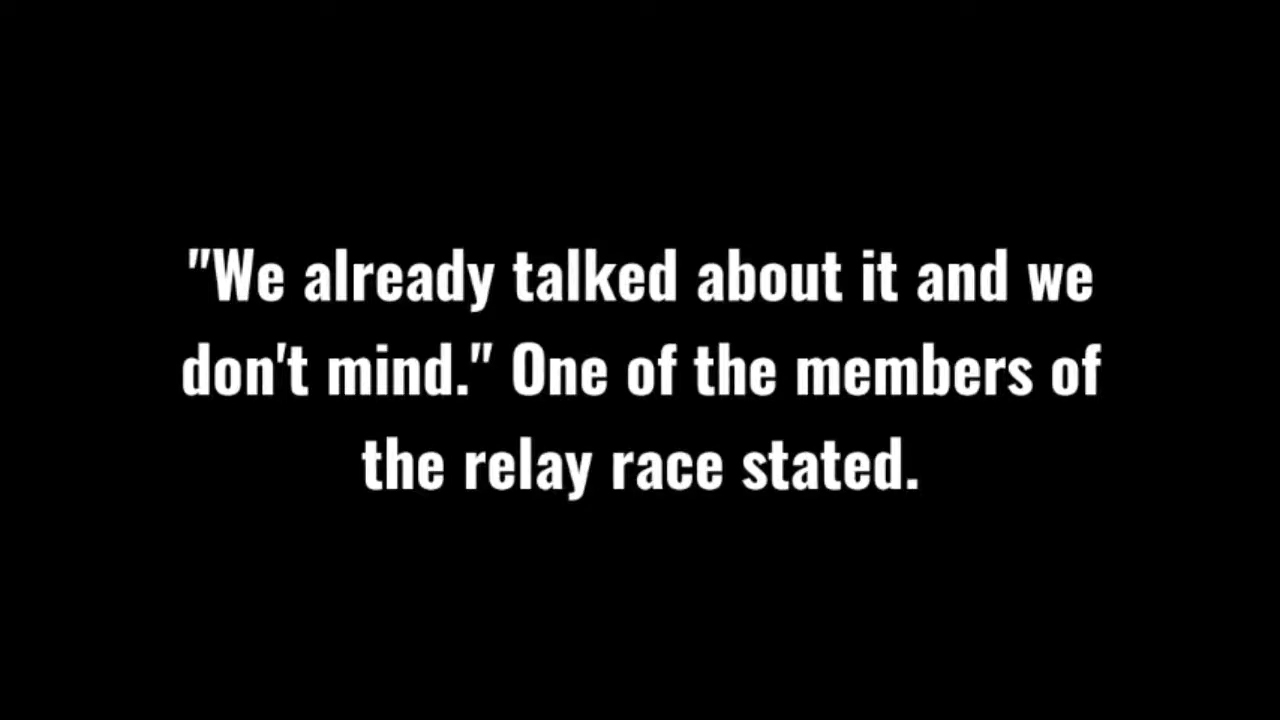 "We already talked about it and we
don't mind." One of the members of
the relay race stated.